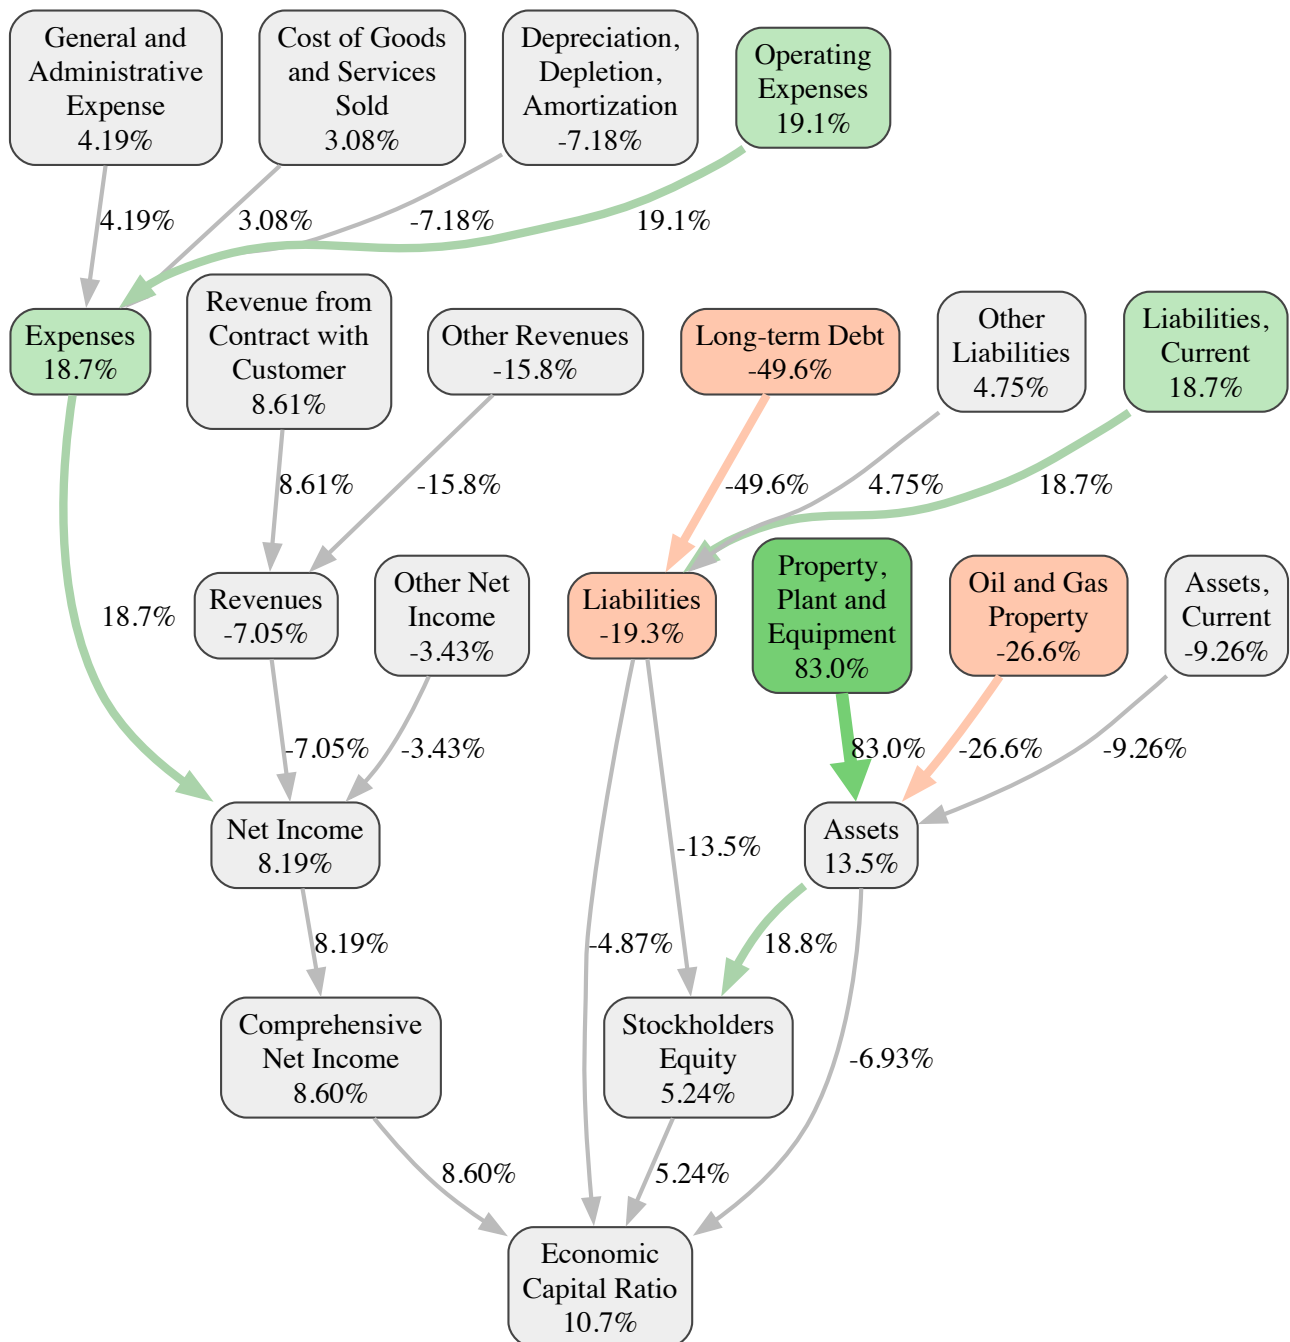 General and
Administrative
Expense
4.19%
Cost of Goods
and Services
Sold
3.08%
Depreciation,
Depletion,
Amortization
-7.18%
Operating
Expenses
19.1%
4.19%
3.08%
-7.18%
19.1%
Expenses
18.7%
Revenue from
Contract with
Customer
8.61%
Other Revenues
-15.8%
Long-term Debt
-49.6%
Other
Liabilities
4.75%
Liabilities,
Current
18.7%
8.61%
-15.8%
-49.6%
4.75%
18.7%
18.7%
Revenues
-7.05%
Other Net
Income
-3.43%
Liabilities
-19.3%
Property,
Plant and
Equipment
83.0%
Oil and Gas
Property
-26.6%
Assets,
Current
-9.26%
-7.05%
-3.43%
83.0%
-26.6%
-9.26%
Net Income
8.19%
-13.5%
Assets
13.5%
8.19%
-4.87%
18.8%
Comprehensive
Net Income
8.60%
Stockholders
Equity
5.24%
-6.93%
8.60%
5.24%
Economic
Capital Ratio
10.7%